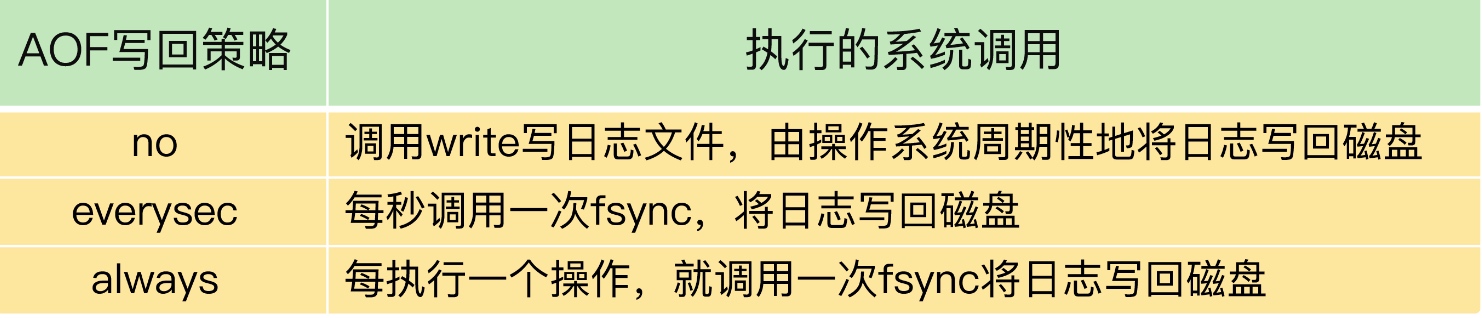 AOF写回策略 执行的系统调用
no 调用write写日志文件，由操作系统周期性地将日志写回磁盘
everysec 每秒调用一次fsync，将日志写回磁盘
always 每执行一个操作，就调用一次fsync将日志写回磁盘